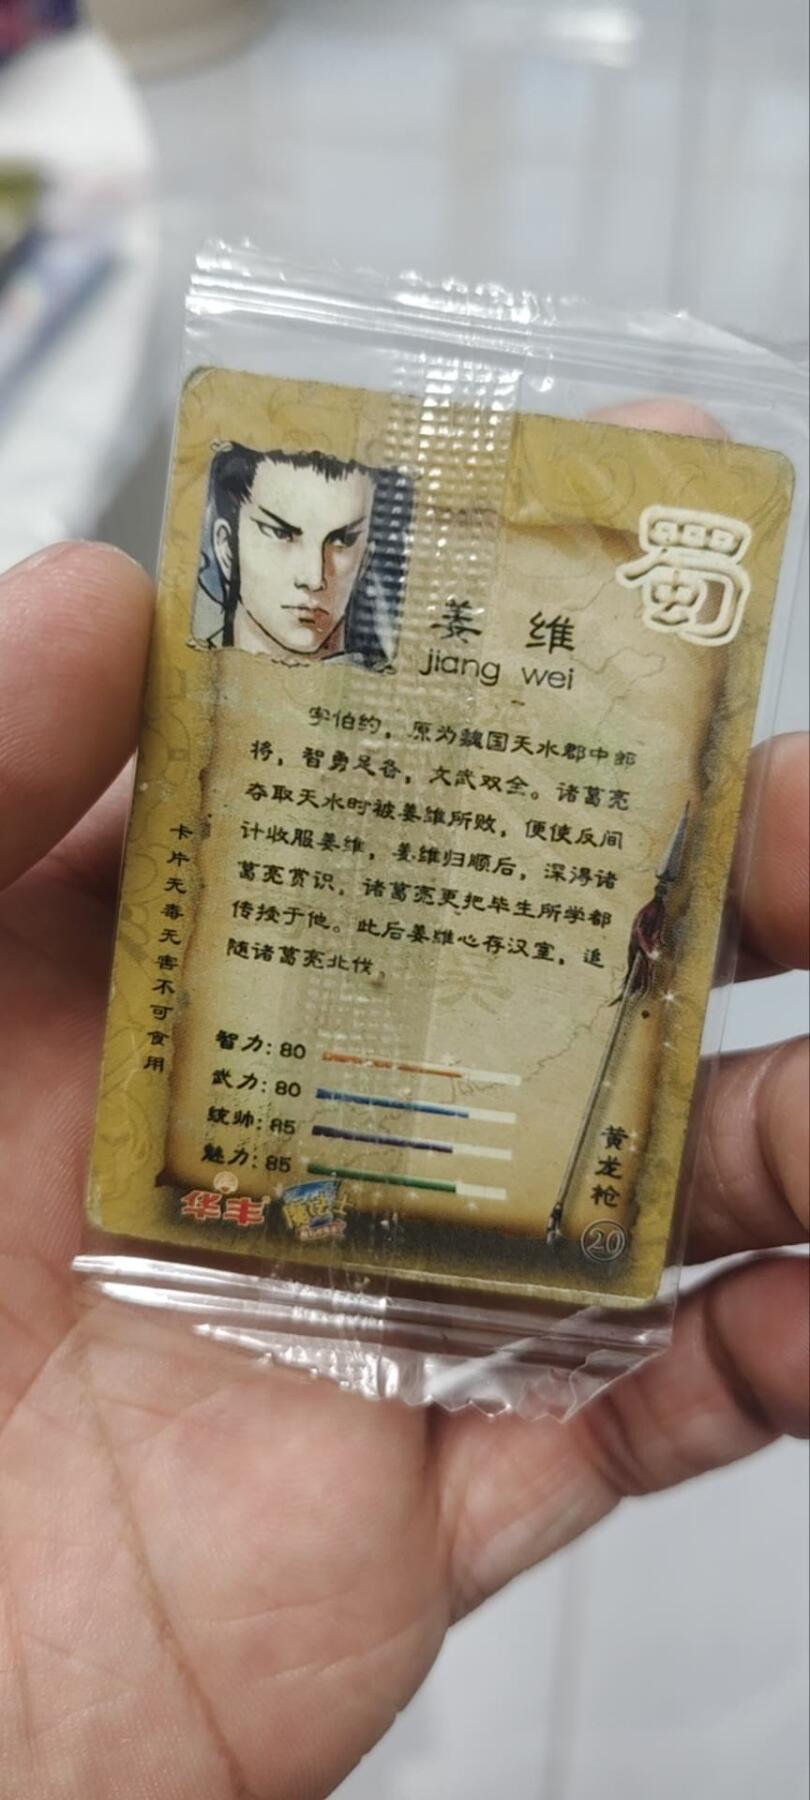 蜀
姜 维
jiang wei
字伯约，原为魏国天水郡中郎
将，智勇足备，文武双全。诸葛亮
夺取天水时被姜维所败，便使反间
计收服姜维，姜维归顺后，深得诸
葛亮赏识，诸葛亮更把毕生所学都
传授于他。此后姜维心存汉室，追
随诸葛亮北伐。
卡片无毒无害不可食用
智力：80
武力：80
统帅：85
魅力：85
黄龙枪
20
华丰
魔法士